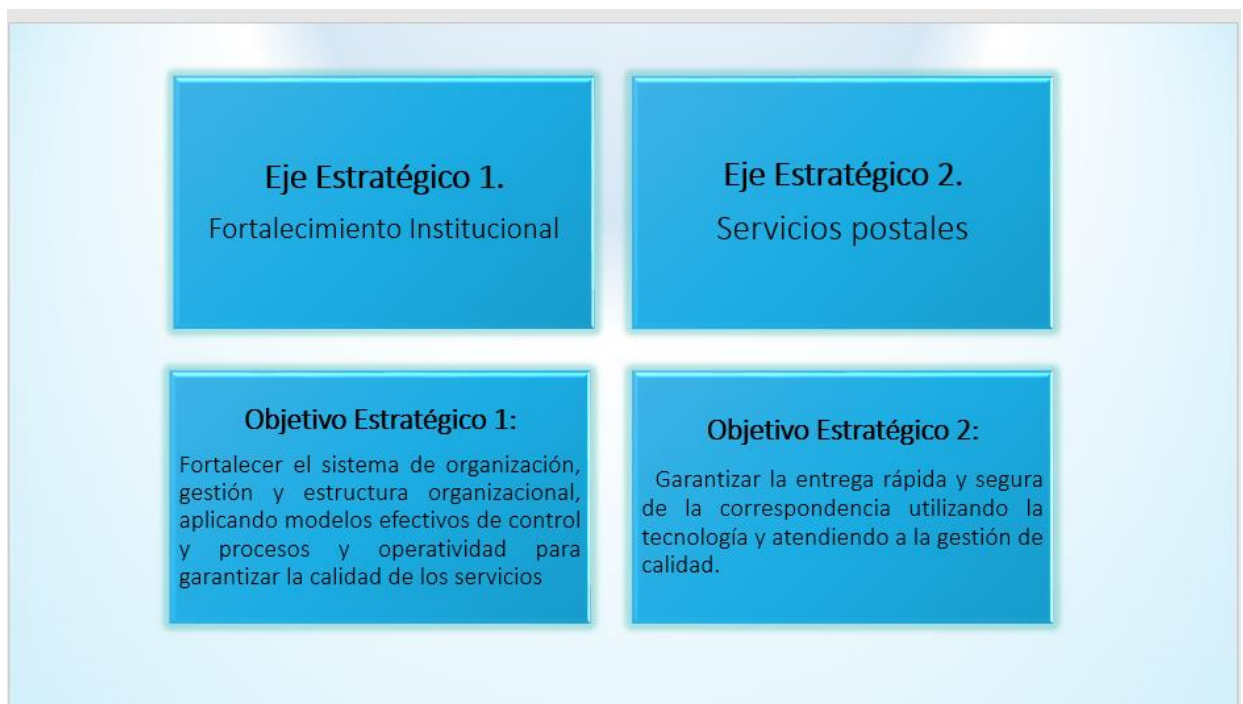 Eje Estratégico 1.
Fortalecimiento Institucional
Eje Estratégico 2.
Servicios postales
Objetivo Estratégico 1:
Fortalecer el sistema de organización,
gestión y estructura organizacional,
aplicando modelos efectivos de control
y procesos y operatividad para
garantizar la calidad de los servicios
Objetivo Estratégico 2:
Garantizar la entrega rápida y segura
de la correspondencia utilizando la
tecnología y atendiendo a la gestión de
calidad.